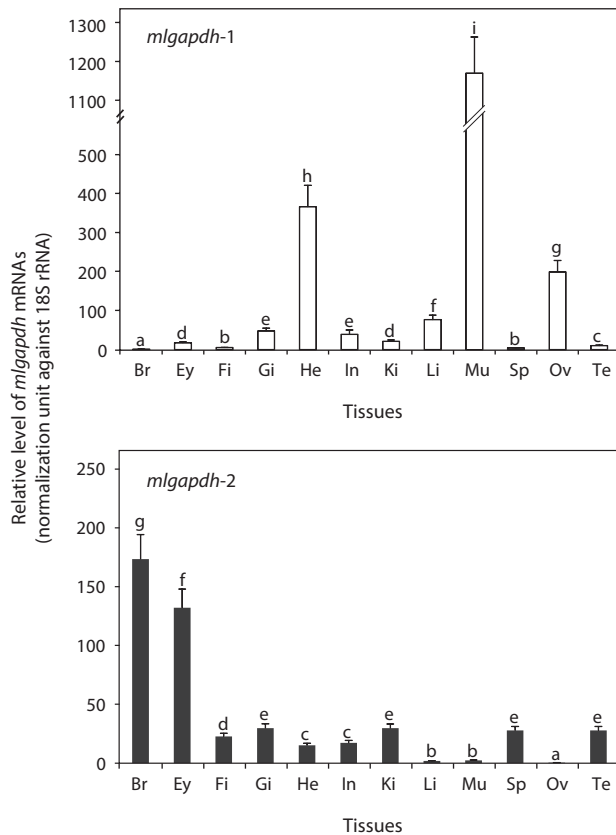 Relative level of mlgapdh mRNAs
(normalization unit against 18S rRNA)
mlgapdh-1
1300
1200
1100
500
400
300
200
100
0
a
d
b
e
h
e
d
f
i
b
g
c
Br Ey Fi Gi He In Ki Li Mu Sp Ov Te
Tissues
mlgapdh-2
250
200
150
100
50
0
g
f
d
e
c
c
e
b
b
e
a
e
Br Ey Fi Gi He In Ki Li Mu Sp Ov Te
Tissues